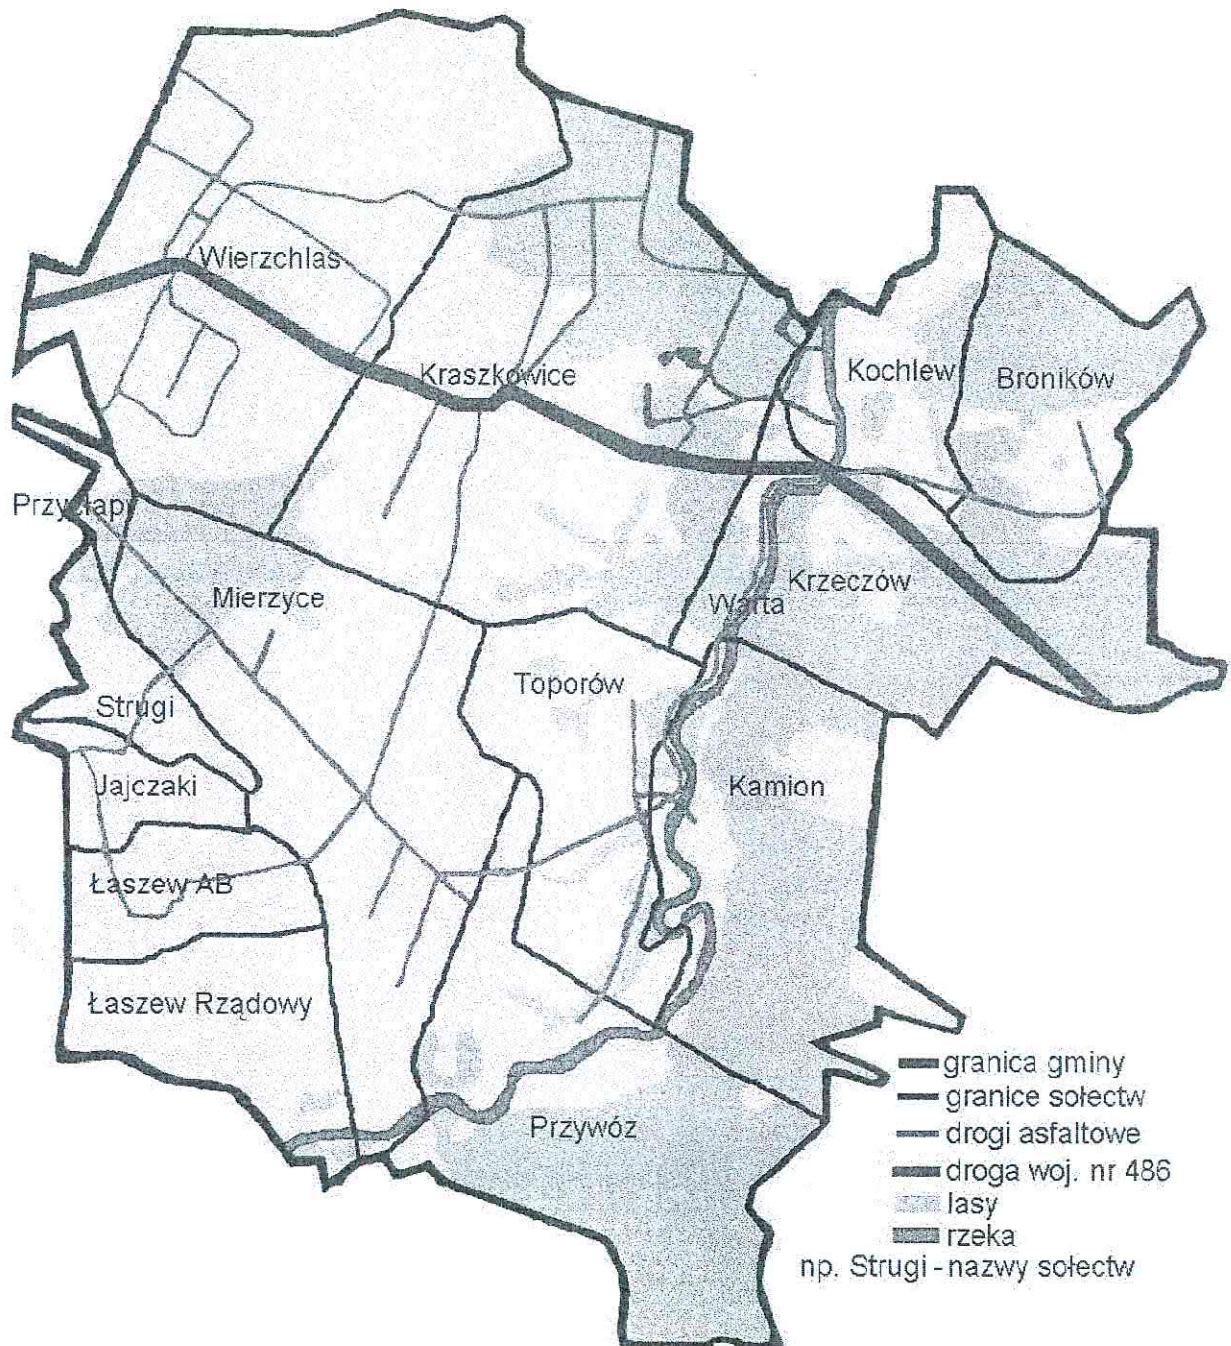 Wierzchlas
Kraszkowice
Kochlew
Broników
Przycłapy
Mierzyce
Warta
Krzeczów
Toporów
Strugi
Jajczaki
Kamion
Łaszew AB
Łaszew Rządowy
Przywóz
granica gminy
granice sołectw
drogi asfaltowe
droga woj. nr 486
lasy
rzeka
np. Strugi - nazwy sołectw